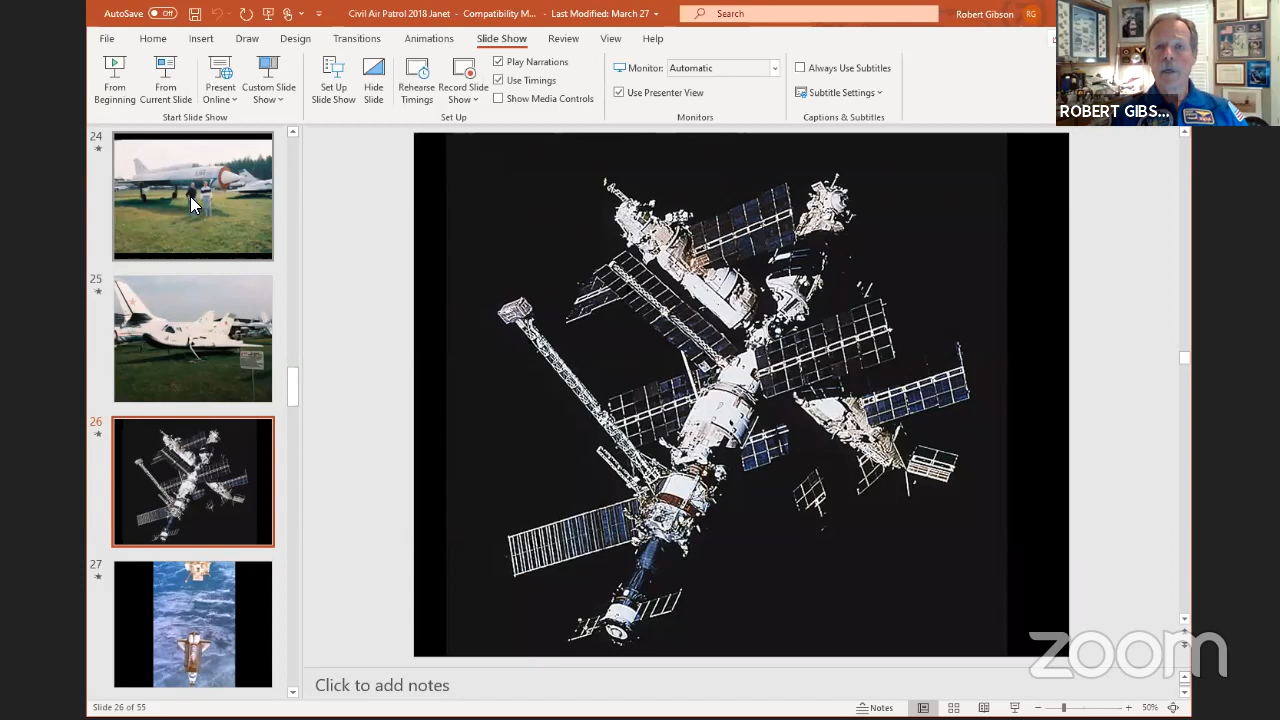 AutoSave Off Civil Air Patrol 2018 Janet - Compatibility M... - Last Modified: March 27 Search Robert Gibson RG
File Home Insert Draw Design Transitions Animations Slide Show Review View Help
From Beginning
From Current Slide
Present Online
Custom Slide Show
Start Slide Show
Set Up Slide Show
Hide Slide
Rehearse Timings
Record Slide Show
Play Narrations
Use Timings
Show Media Controls
Set Up
Monitor: Automatic
Use Presenter View
Monitors
Always Use Subtitles
Subtitle Settings
Captions & Subtitles
ROBERT GIBS...
24
25
26
27
Click to add notes
zoom
Slide 26 of 55 Notes 50%